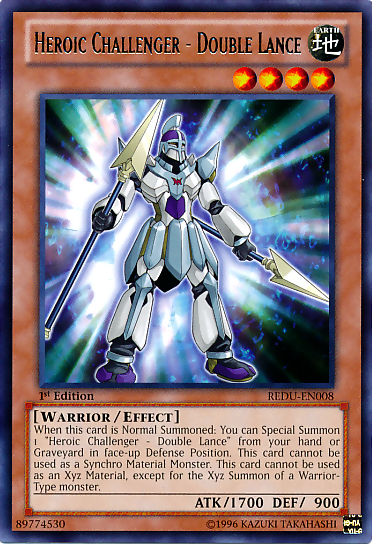 HEROIC CHALLENGER - DOUBLE LANCE
EARTH
地
1st Edition
REDU-EN008
[WARRIOR/EFFECT]
When this card is Normal Summoned: You can Special Summon
1 "Heroic Challenger - Double Lance" from your hand or
Graveyard in face-up Defense Position. This card cannot be
used as a Synchro Material Monster. This card cannot be used
as an Xyz Material, except for the Xyz Summon of a Warrior-
Type monster.
ATK/1700 DEF/ 900
89774530
©1996 KAZUKI TAKAHASHI